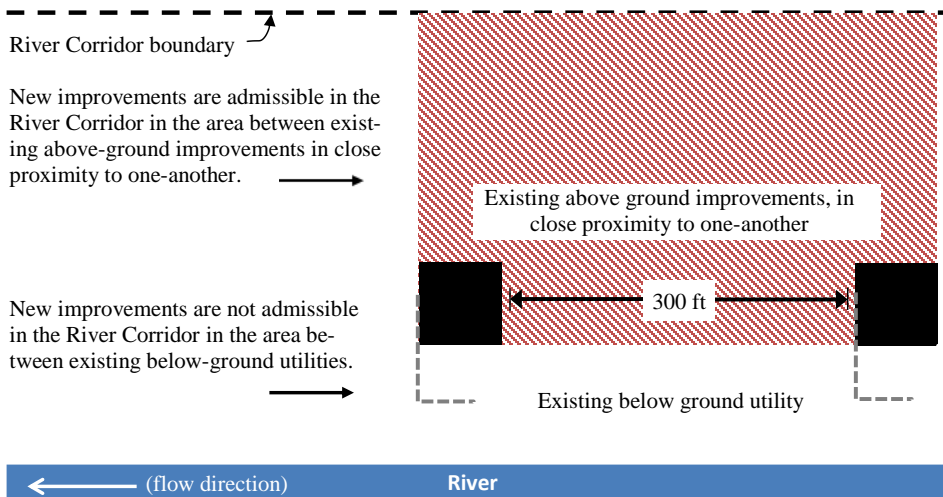 River Corridor boundary
New improvements are admissible in the
River Corridor in the area between exist-
ing above-ground improvements in close
proximity to one-another.
Existing above ground improvements, in
close proximity to one-another
300 ft
New improvements are not admissible
in the River Corridor in the area be-
tween existing below-ground utilities.
Existing below ground utility
(flow direction)
River